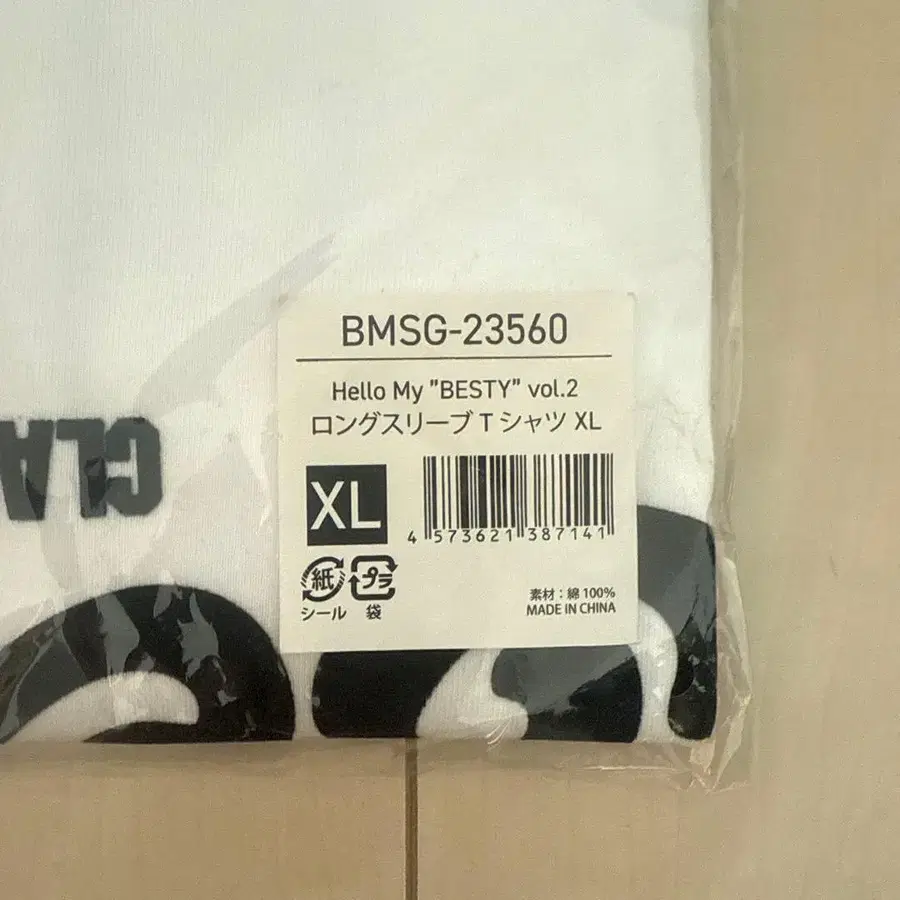 BMSG-23560
Hello My "BESTY" vol.2
ロングスリーブ T シャツ XL
XL
4 573621 387141
紙 プラ
シール 袋
素材：綿 100%
MADE IN CHINA
CLA